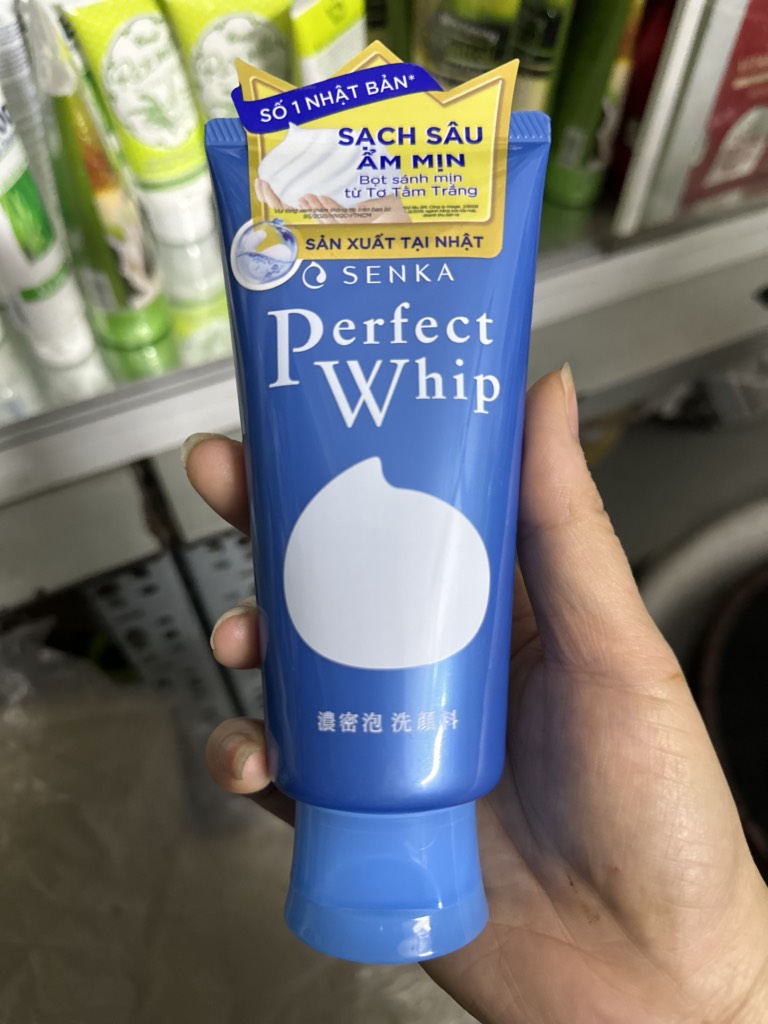 SỐ 1 NHẬT BẢN*
SẠCH SÂU
ẨM MỊN
Bọt sánh mịn
từ Tơ Tằm Trắng
SẢN XUẤT TẠI NHẬT
SENKA
Perfect
Whip
濃密泡 洗顔料